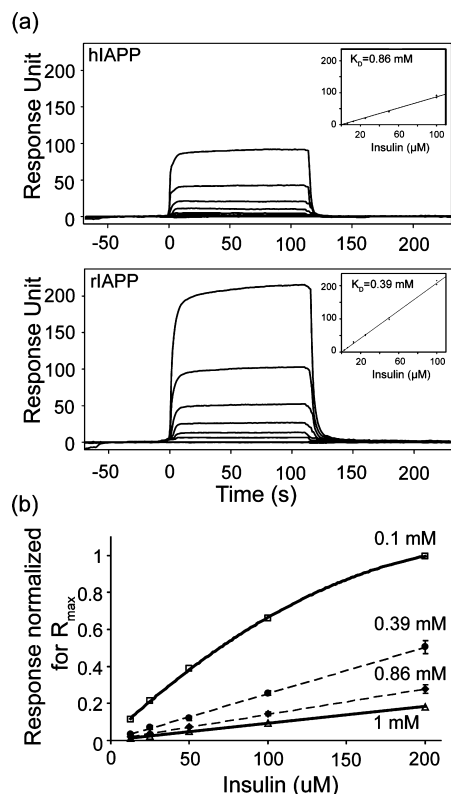 (a)
hIAPP
Response Unit
200
150
100
50
0
-50
0
50
100
150
200
K_D=0.86 mM
200
100
0
20
60
100
Insulin (µM)
rIAPP
Response Unit
200
150
100
50
0
-50
0
50
100
150
200
Time (s)
K_D=0.39 mM
200
100
0
20
60
100
Insulin (µM)
(b)
Response normalized
for R_max
1
0.8
0.6
0.4
0.2
0
0
50
100
150
200
Insulin (uM)
0.1 mM
0.39 mM
0.86 mM
1 mM